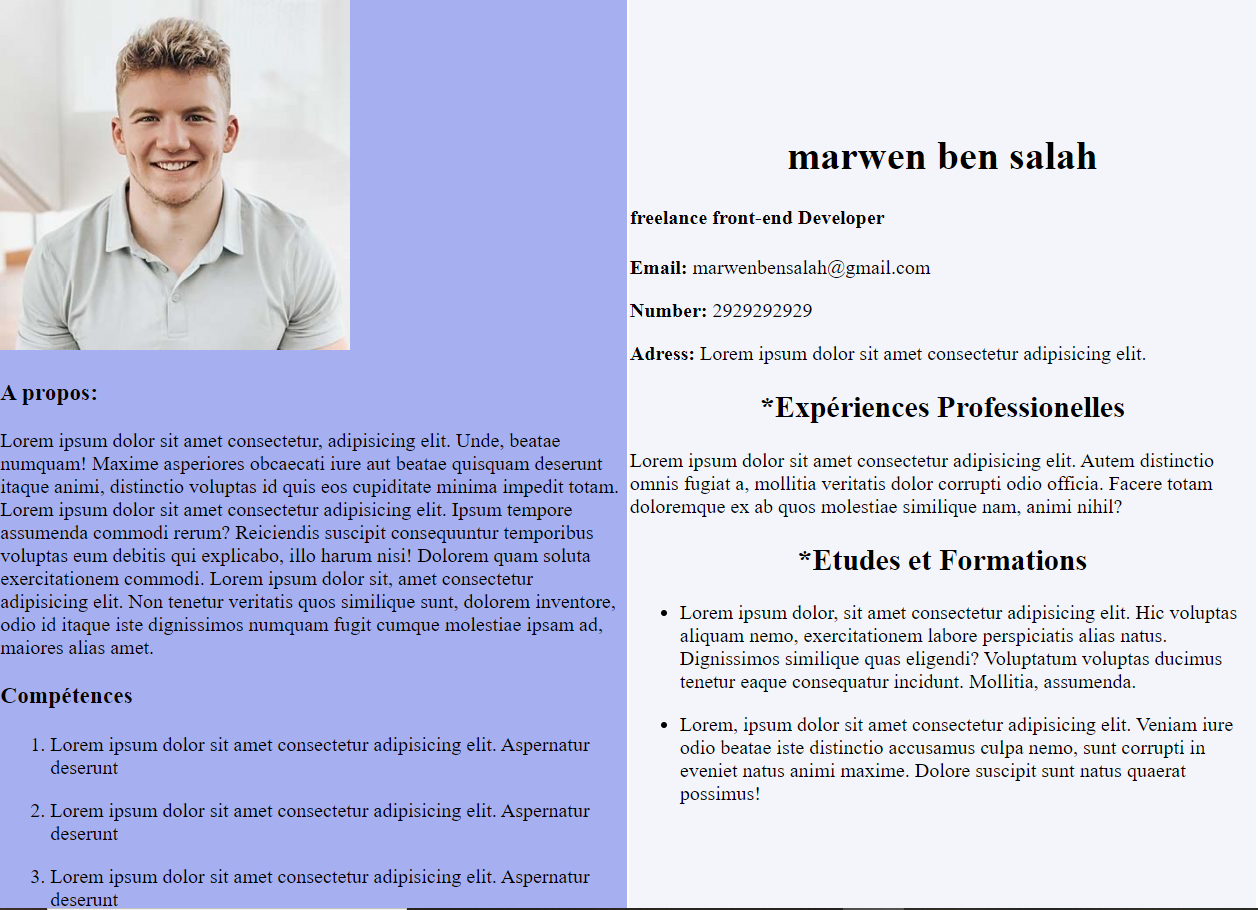 A propos:
Lorem ipsum dolor sit amet consectetur, adipisicing elit. Unde, beatae
numquam! Maxime asperiores obcaecati iure aut beatae quisquam deserunt
itaque animi, distinctio voluptas id quis eos cupiditate minima impedit totam.
Lorem ipsum dolor sit amet consectetur adipisicing elit. Ipsum tempore
assumenda commodi rerum? Reiciendis suscipit consequuntur temporibus
voluptas eum debitis qui explicabo, illo harum nisi! Dolorem quam soluta
exercitationem commodi. Lorem ipsum dolor sit, amet consectetur
adipisicing elit. Non tenetur veritatis quos similique sunt, dolorem inventore,
odio id itaque iste dignissimos numquam fugit cumque molestiae ipsam ad,
maiores alias amet.
Compétences
1. Lorem ipsum dolor sit amet consectetur adipisicing elit. Aspernatur
deserunt
2. Lorem ipsum dolor sit amet consectetur adipisicing elit. Aspernatur
deserunt
3. Lorem ipsum dolor sit amet consectetur adipisicing elit. Aspernatur
deserunt
marwen ben salah
freelance front-end Developer
Email: marwenbensalah@gmail.com
Number: 2929292929
Adress: Lorem ipsum dolor sit amet consectetur adipisicing elit.
*Expériences Professionelles
Lorem ipsum dolor sit amet consectetur adipisicing elit. Autem distinctio
omnis fugiat a, mollitia veritatis dolor corrupti odio officia. Facere totam
doloremque ex ab quos molestiae similique nam, animi nihil?
*Etudes et Formations
• Lorem ipsum dolor, sit amet consectetur adipisicing elit. Hic voluptas
aliquam nemo, exercitationem labore perspiciatis alias natus.
Dignissimos similique quas eligendi? Voluptatum voluptas ducimus
tenetur eaque consequatur incidunt. Mollitia, assumenda.
• Lorem, ipsum dolor sit amet consectetur adipisicing elit. Veniam iure
odio beatae iste distinctio accusamus culpa nemo, sunt corrupti in
eveniet natus animi maxime. Dolore suscipit sunt natus quaerat
possimus!